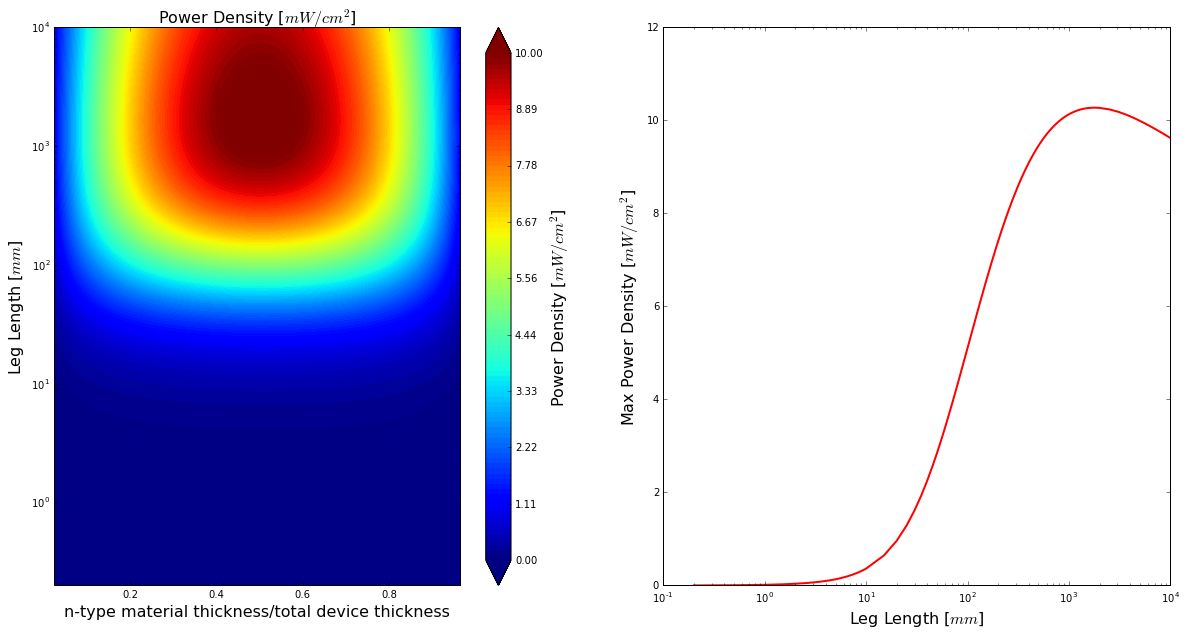 Power Density [mW/cm²]
10⁴
10³
10²
10¹
10⁰
Leg Length [mm]
0.2 0.4 0.6 0.8
n-type material thickness/total device thickness
10.00
8.89
7.78
6.67
5.56
4.44
3.33
2.22
1.11
0.00
Power Density [mW/cm²]
12
10
8
6
4
2
0
Max Power Density [mW/cm²]
10⁻¹ 10⁰ 10¹ 10² 10³ 10⁴
Leg Length [mm]